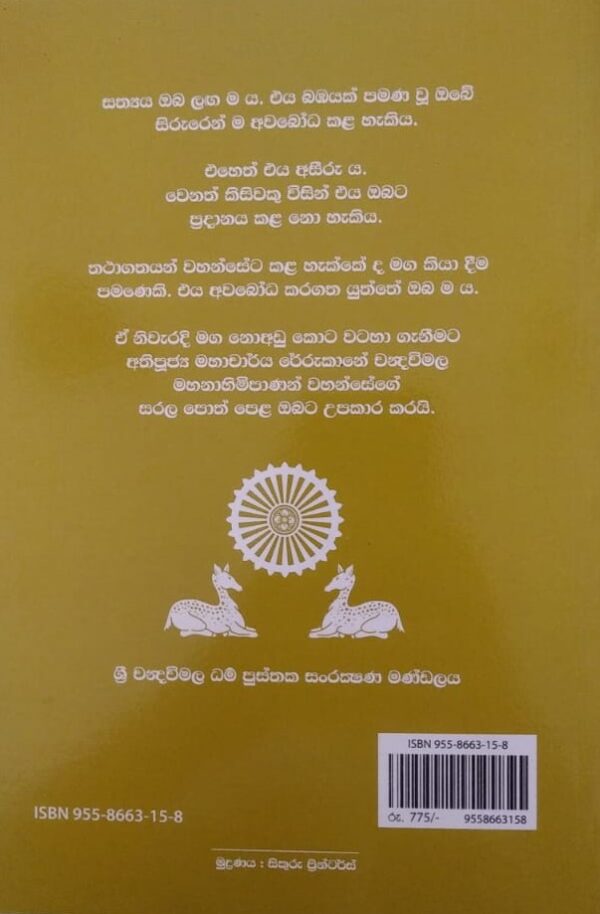 සත්‍යය ඔබ ලඟ ම ය. එය බඹයක් පමණ වූ ඔබේ
සිරුරෙන් ම අවබෝධ කළ හැකිය.
එහෙත් එය අසීරු ය.
වෙනත් කිසිවකු විසින් එය ඔබට
ප්‍රදානය කළ නො හැකිය.
තථාගතයන් වහන්සේට කළ හැක්කේ ද මග කියා දීම
පමණෙකි. එය අවබෝධ කරගත යුත්තේ ඔබ ම ය.
ඒ නිවැරදි මග නොඅඩු කොට වටහා ගැනීමට
අතිපූජ්‍ය මහාචාර්ය රේරුකානේ චන්‍දවිමල
මහනාහිමිපාණන් වහන්සේගේ
සරල පොත් පෙළ ඔබට උපකාර කරයි.
ශ්‍රී චන්‍දවිමල ධර්ම පුස්තක සංරක්‍ෂණ මණ්ඩලය
ISBN 955-8663-15-8
රු. 775/- 9558663158
ISBN 955-8663-15-8
මුද්‍රණය : සිකුරු ප්‍රින්ටර්ස්